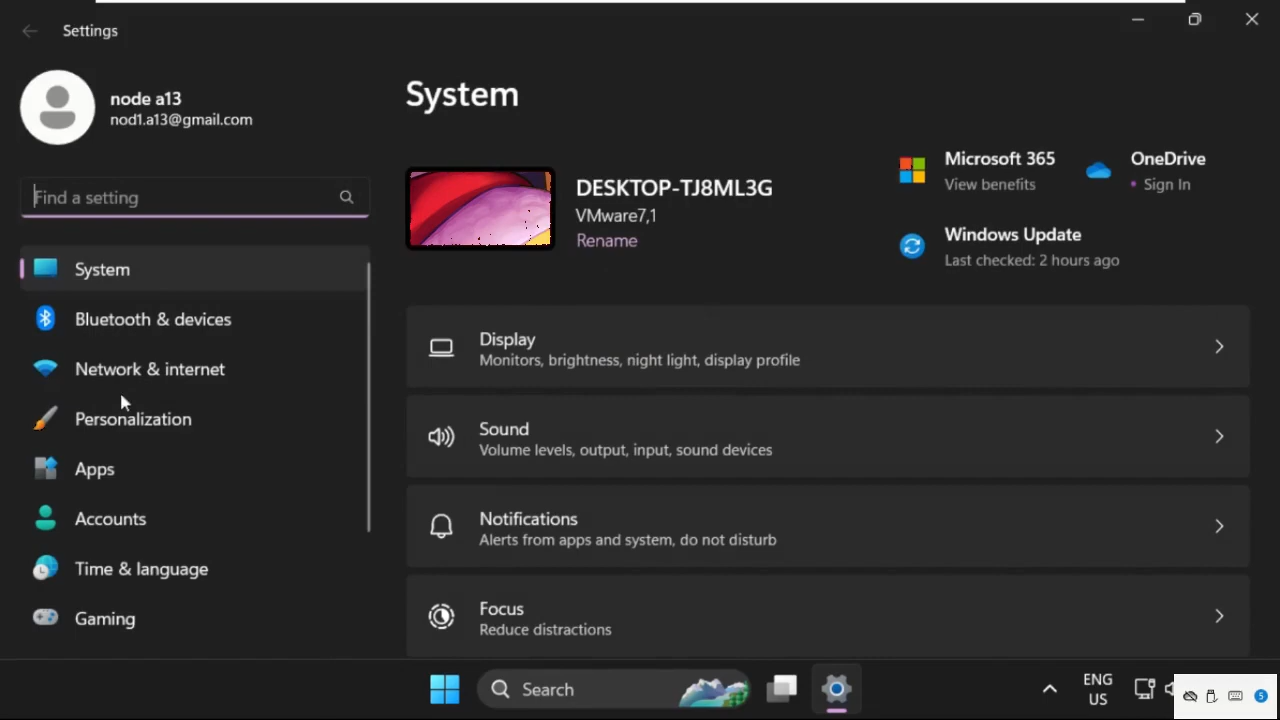 Settings
node a13
nod1.a13@gmail.com
Find a setting
System
Bluetooth & devices
Network & internet
Personalization
Apps
Accounts
Time & language
Gaming
System
DESKTOP-TJ8ML3G
VMware7,1
Rename
Microsoft 365
View benefits
OneDrive
• Sign In
Windows Update
Last checked: 2 hours ago
Display
Monitors, brightness, night light, display profile
Sound
Volume levels, output, input, sound devices
Notifications
Alerts from apps and system, do not disturb
Focus
Reduce distractions
Search
ENG
US
5